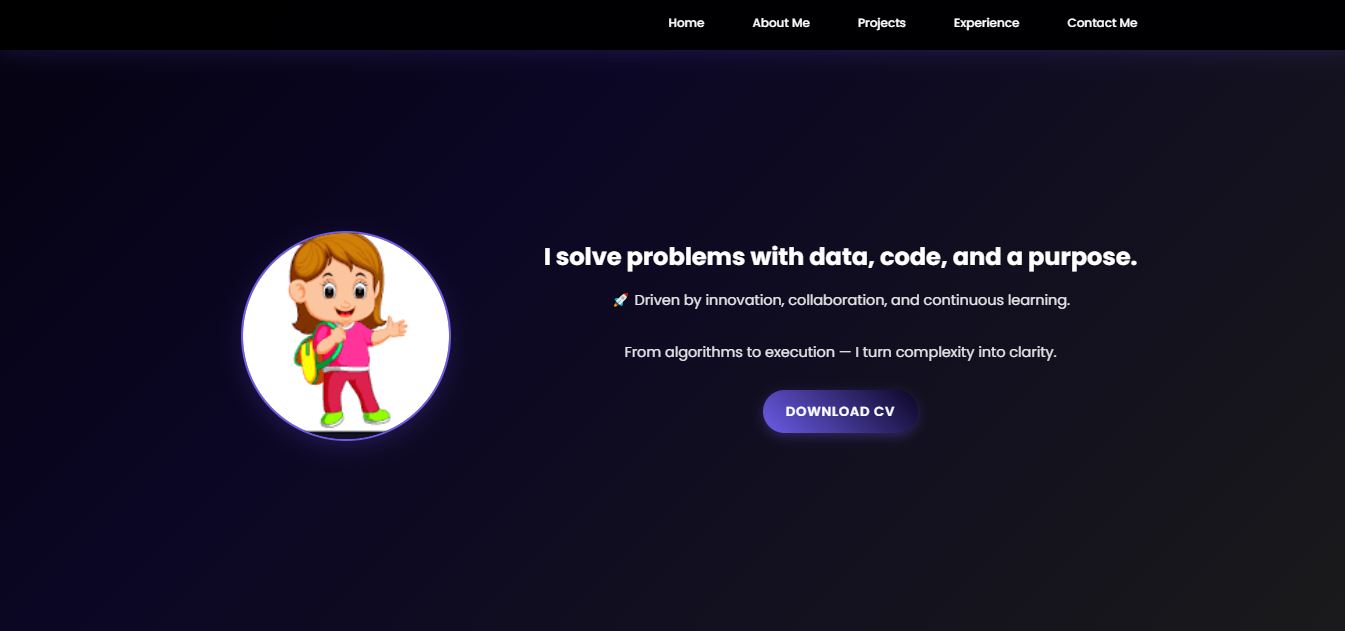 Home About Me Projects Experience Contact Me
I solve problems with data, code, and a purpose.
🚀 Driven by innovation, collaboration, and continuous learning.
From algorithms to execution — I turn complexity into clarity.
DOWNLOAD CV